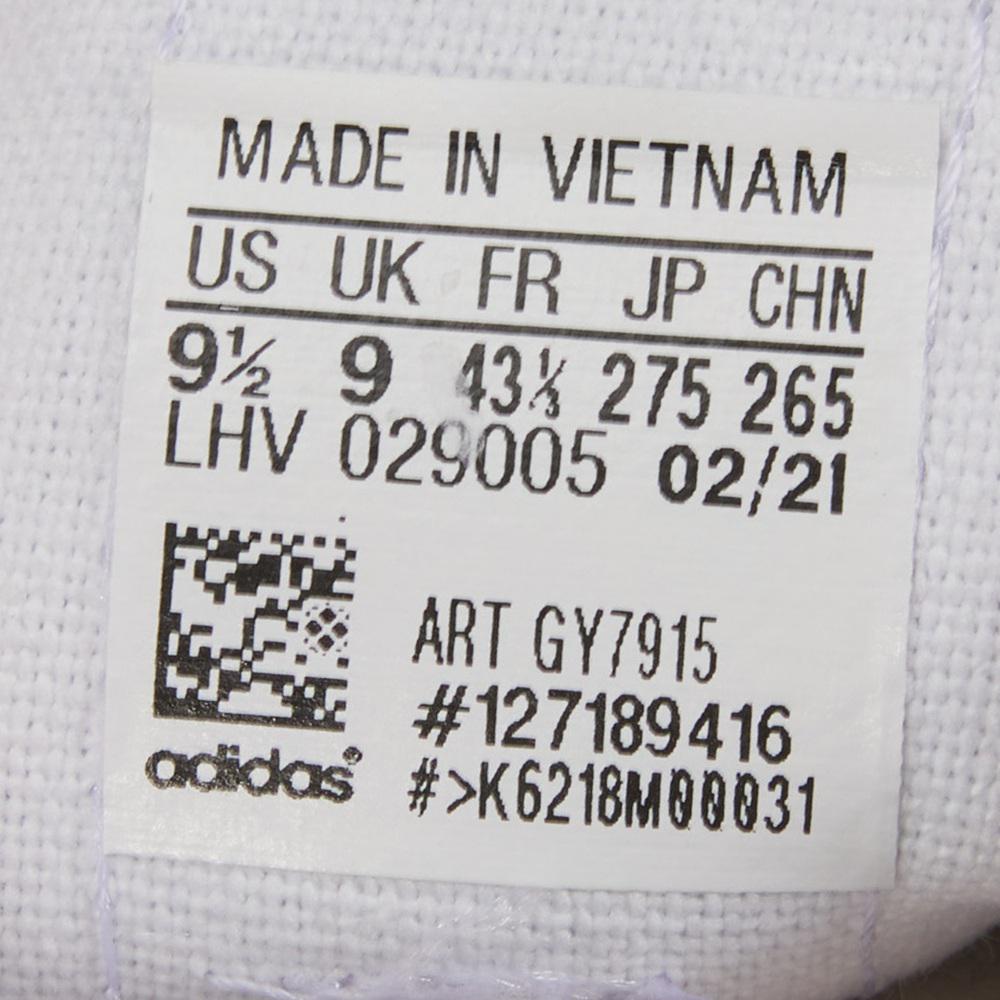 MADE IN VIETNAM
US UK FR JP CHN
9½ 9 43⅓ 275 265
LHV 029005 02/21
ART GY7915
#127189416
adidas®
#>K6218M00031